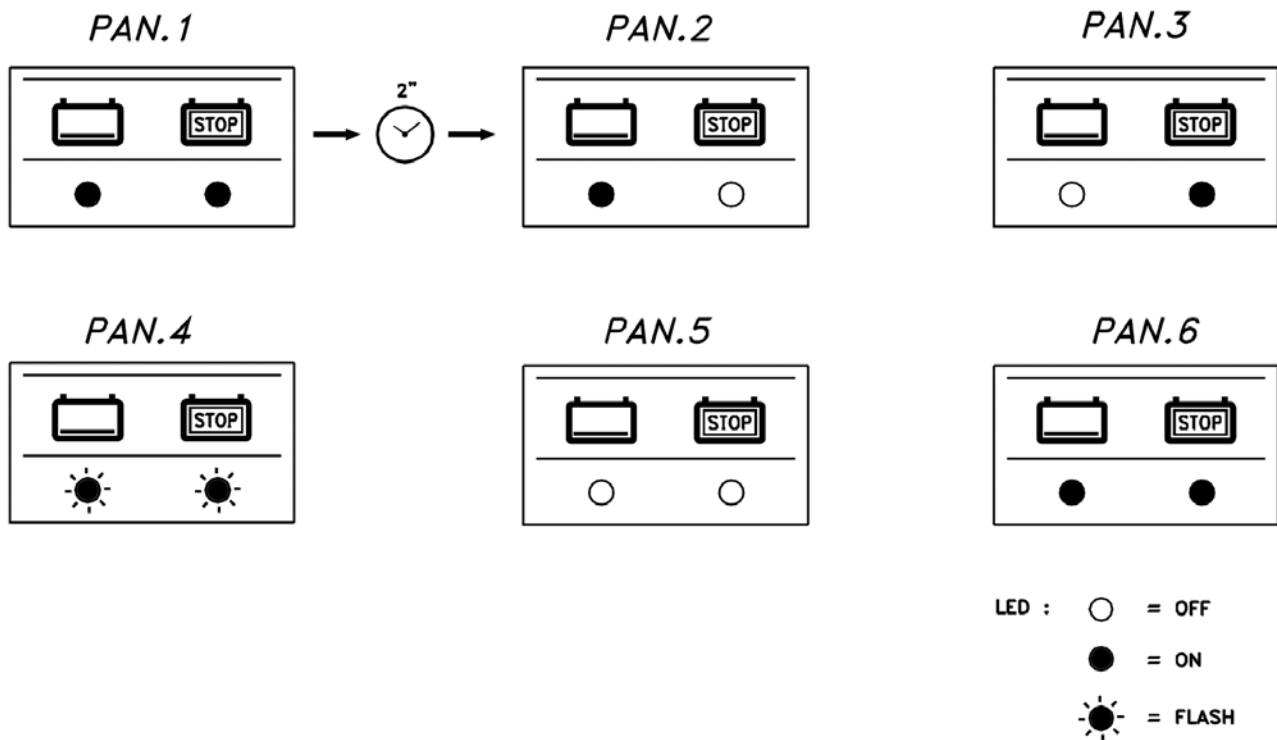 PAN.1 PAN.2 PAN.3
2"
STOP STOP STOP
PAN.4 PAN.5 PAN.6
STOP STOP STOP
LED : = OFF
= ON
= FLASH